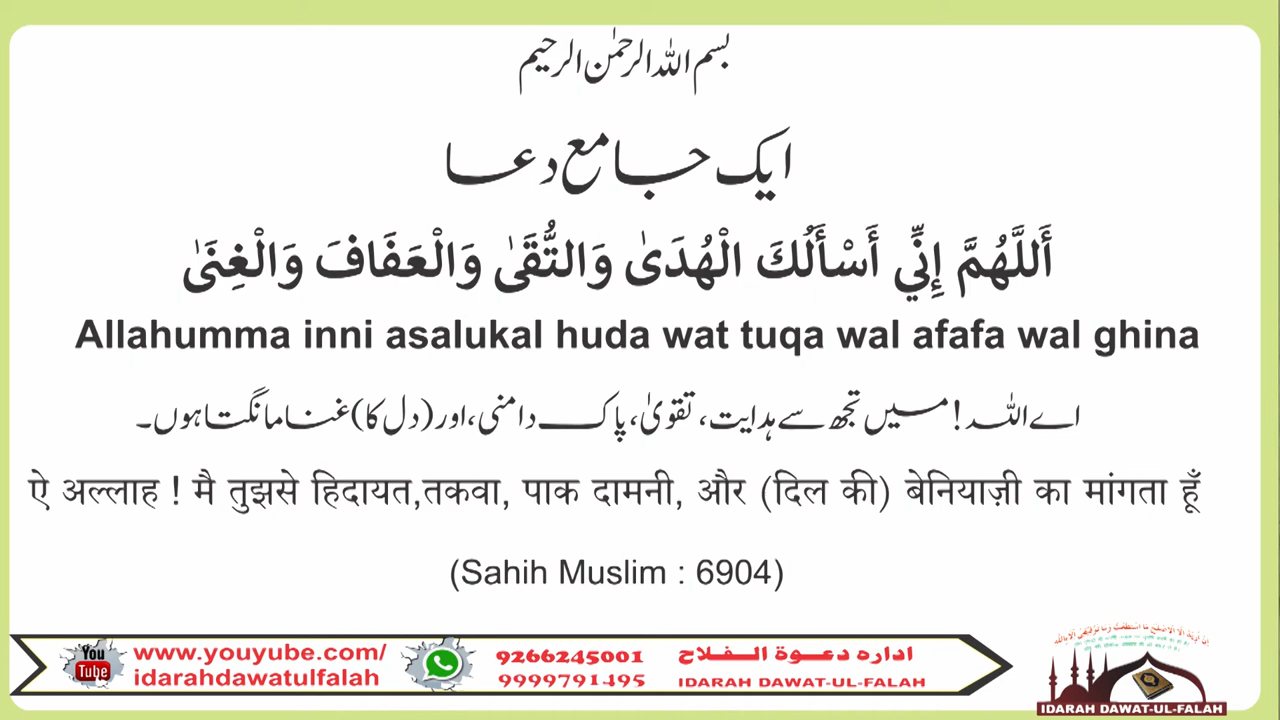 بسم اللہ الرحمٰن الرحیم
ایک جامع دعا
أَللَّهُمَّ إِنِّي أَسْأَلُكَ الْهُدَىٰ وَالتُّقَىٰ وَالْعَفَافَ وَالْغِنَىٰ
Allahumma inni asalukal huda wat tuqa wal afafa wal ghina
اے اللہ! میں تجھ سے ہدایت، تقویٰ، پاک دامنی، اور (دل کا) غنا مانگتا ہوں۔
ऐ अल्लाह ! मै तुझसे हिदायत,तकवा, पाक दामनी, और (दिल की) बेनियाज़ी का मांगता हूँ
(Sahih Muslim : 6904)
You
Tube
www.youyube.com/
idarahdawatulfalah
9266245001
9999791495
ادارہ دعوۃ الفلاح
IDARAH DAWAT-UL-FALAH
IDARAH DAWAT-UL-FALAH